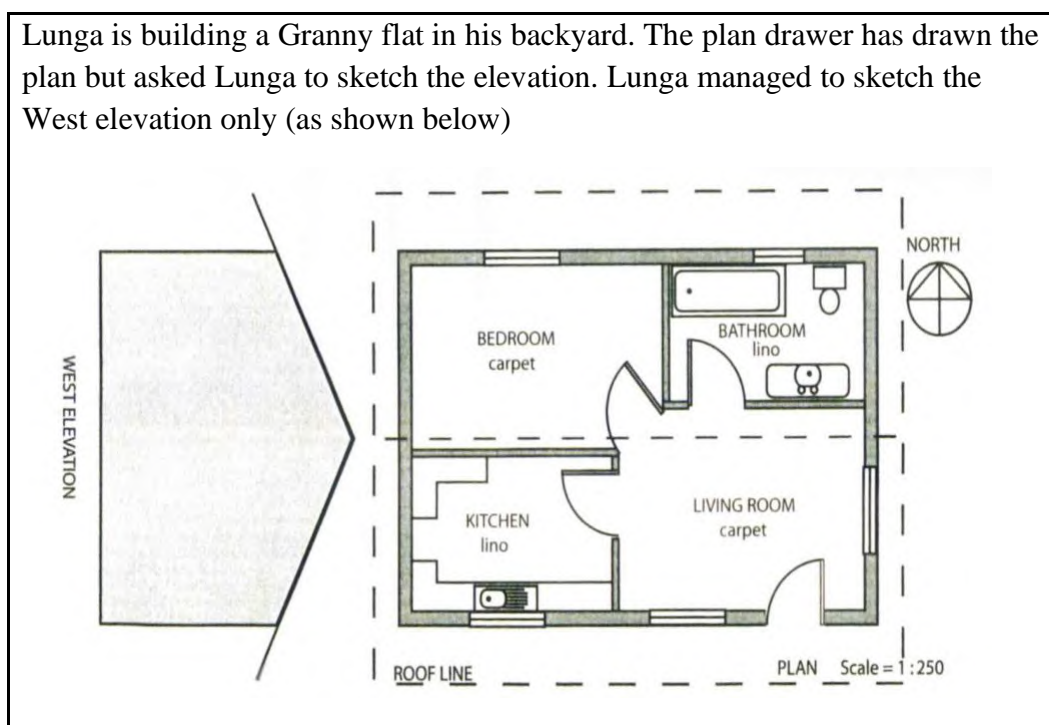 Lunga is building a Granny flat in his backyard. The plan drawer has drawn the
plan but asked Lunga to sketch the elevation. Lunga managed to sketch the
West elevation only (as shown below)
NORTH
WEST ELEVATION
BEDROOM
carpet
BATHROOM
lino
KITCHEN
lino
LIVING ROOM
carpet
ROOF LINE
PLAN Scale = 1 : 250